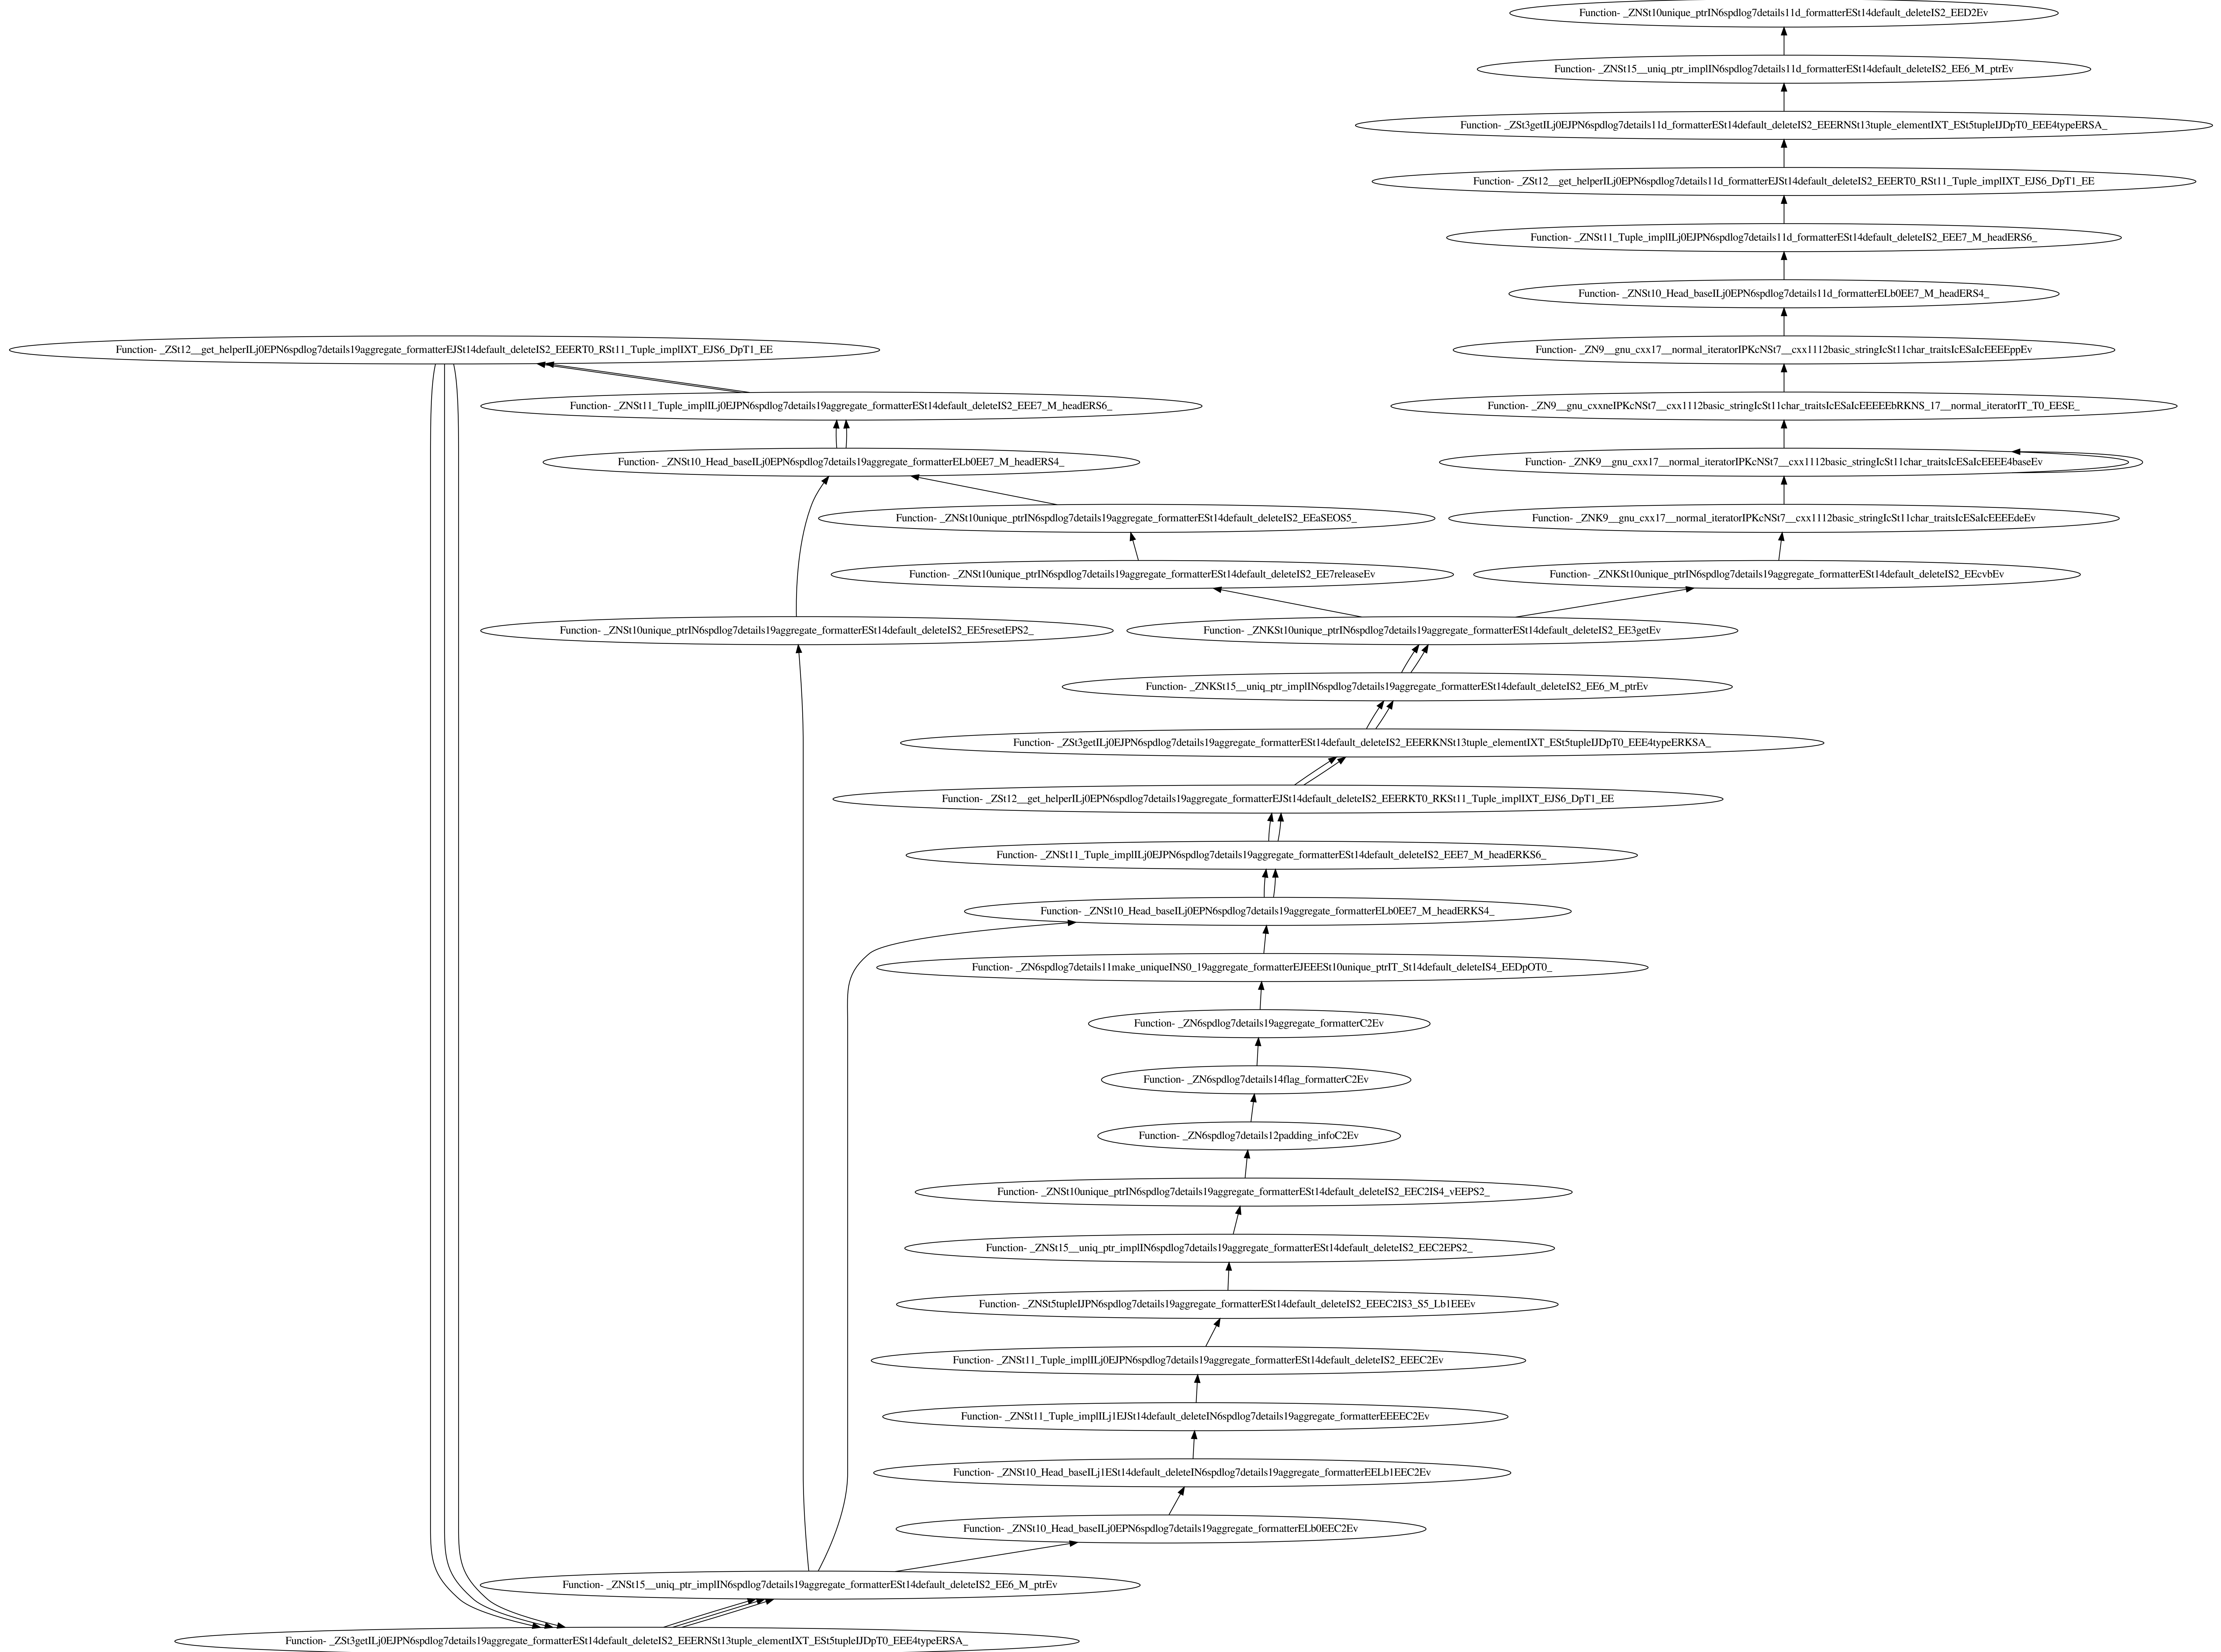 Function- _ZNSt10unique_ptrIN6spdlog7details11d_formatterESt14default_deleteIS2_EED2Ev
Function- _ZNSt15__uniq_ptr_implIN6spdlog7details11d_formatterESt14default_deleteIS2_EE6_M_ptrEv
Function- _ZSt3getILj0EJPN6spdlog7details11d_formatterESt14default_deleteIS2_EEERNSt13tuple_elementIXT_ESt5tupleIJDpT0_EEE4typeERSA_
Function- _ZSt12__get_helperILj0EPN6spdlog7details11d_formatterEJSt14default_deleteIS2_EEERT0_RSt11_Tuple_implIXT_EJS6_DpT1_EE
Function- _ZNSt11_Tuple_implILj0EJPN6spdlog7details11d_formatterESt14default_deleteIS2_EEE7_M_headERS6_
Function- _ZNSt10_Head_baseILj0EPN6spdlog7details11d_formatterELb0EE7_M_headERS4_
Function- _ZSt12__get_helperILj0EPN6spdlog7details19aggregate_formatterEJSt14default_deleteIS2_EEERT0_RSt11_Tuple_implIXT_EJS6_DpT1_EE
Function- _ZN9__gnu_cxx17__normal_iteratorIPKcNSt7__cxx1112basic_stringIcSt11char_traitsIcESaIcEEEEppEv
Function- _ZNSt11_Tuple_implILj0EJPN6spdlog7details19aggregate_formatterESt14default_deleteIS2_EEE7_M_headERS6_
Function- _ZN9__gnu_cxxneIPKcNSt7__cxx1112basic_stringIcSt11char_traitsIcESaIcEEEEEbRKNS_17__normal_iteratorIT_T0_EESE_
Function- _ZNSt10_Head_baseILj0EPN6spdlog7details19aggregate_formatterELb0EE7_M_headERS4_
Function- _ZNK9__gnu_cxx17__normal_iteratorIPKcNSt7__cxx1112basic_stringIcSt11char_traitsIcESaIcEEEE4baseEv
Function- _ZNSt10unique_ptrIN6spdlog7details19aggregate_formatterESt14default_deleteIS2_EEaSEOS5_
Function- _ZNK9__gnu_cxx17__normal_iteratorIPKcNSt7__cxx1112basic_stringIcSt11char_traitsIcESaIcEEEEdeEv
Function- _ZNSt10unique_ptrIN6spdlog7details19aggregate_formatterESt14default_deleteIS2_EE7releaseEv
Function- _ZNKSt10unique_ptrIN6spdlog7details19aggregate_formatterESt14default_deleteIS2_EEcvbEv
Function- _ZNSt10unique_ptrIN6spdlog7details19aggregate_formatterESt14default_deleteIS2_EE5resetEPS2_
Function- _ZNKSt10unique_ptrIN6spdlog7details19aggregate_formatterESt14default_deleteIS2_EE3getEv
Function- _ZNKSt15__uniq_ptr_implIN6spdlog7details19aggregate_formatterESt14default_deleteIS2_EE6_M_ptrEv
Function- _ZSt3getILj0EJPN6spdlog7details19aggregate_formatterESt14default_deleteIS2_EEERKNSt13tuple_elementIXT_ESt5tupleIJDpT0_EEE4typeERKSA_
Function- _ZSt12__get_helperILj0EPN6spdlog7details19aggregate_formatterEJSt14default_deleteIS2_EEERKT0_RKSt11_Tuple_implIXT_EJS6_DpT1_EE
Function- _ZNSt11_Tuple_implILj0EJPN6spdlog7details19aggregate_formatterESt14default_deleteIS2_EEE7_M_headERKS6_
Function- _ZNSt10_Head_baseILj0EPN6spdlog7details19aggregate_formatterELb0EE7_M_headERKS4_
Function- _ZN6spdlog7details11make_uniqueINS0_19aggregate_formatterEJEEESt10unique_ptrIT_St14default_deleteIS4_EEDpOT0_
Function- _ZN6spdlog7details19aggregate_formatterC2Ev
Function- _ZN6spdlog7details14flag_formatterC2Ev
Function- _ZN6spdlog7details12padding_infoC2Ev
Function- _ZNSt10unique_ptrIN6spdlog7details19aggregate_formatterESt14default_deleteIS2_EEC2IS4_vEEPS2_
Function- _ZNSt15__uniq_ptr_implIN6spdlog7details19aggregate_formatterESt14default_deleteIS2_EEC2EPS2_
Function- _ZNSt5tupleIJPN6spdlog7details19aggregate_formatterESt14default_deleteIS2_EEEC2IS3_S5_Lb1EEEv
Function- _ZNSt11_Tuple_implILj0EJPN6spdlog7details19aggregate_formatterESt14default_deleteIS2_EEEC2Ev
Function- _ZNSt11_Tuple_implILj1EJSt14default_deleteIN6spdlog7details19aggregate_formatterEEEEC2Ev
Function- _ZNSt10_Head_baseILj1ESt14default_deleteIN6spdlog7details19aggregate_formatterEELb1EEC2Ev
Function- _ZNSt10_Head_baseILj0EPN6spdlog7details19aggregate_formatterELb0EEC2Ev
Function- _ZNSt15__uniq_ptr_implIN6spdlog7details19aggregate_formatterESt14default_deleteIS2_EE6_M_ptrEv
Function- _ZSt3getILj0EJPN6spdlog7details19aggregate_formatterESt14default_deleteIS2_EEERNSt13tuple_elementIXT_ESt5tupleIJDpT0_EEE4typeERSA_